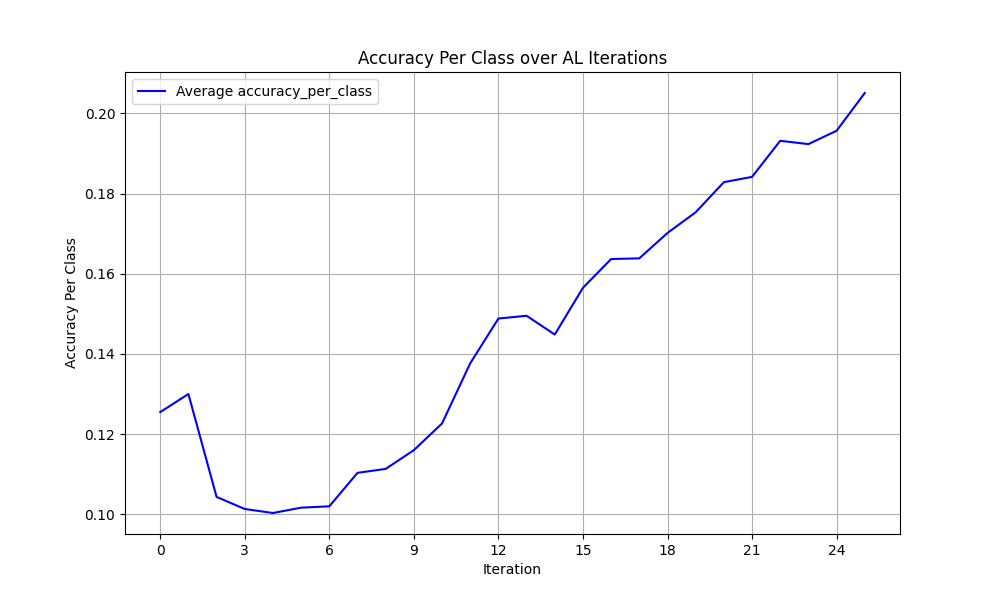 Accuracy Per Class over AL Iterations
Average accuracy_per_class
Accuracy Per Class
0.20
0.18
0.16
0.14
0.12
0.10
0 3 6 9 12 15 18 21 24
Iteration